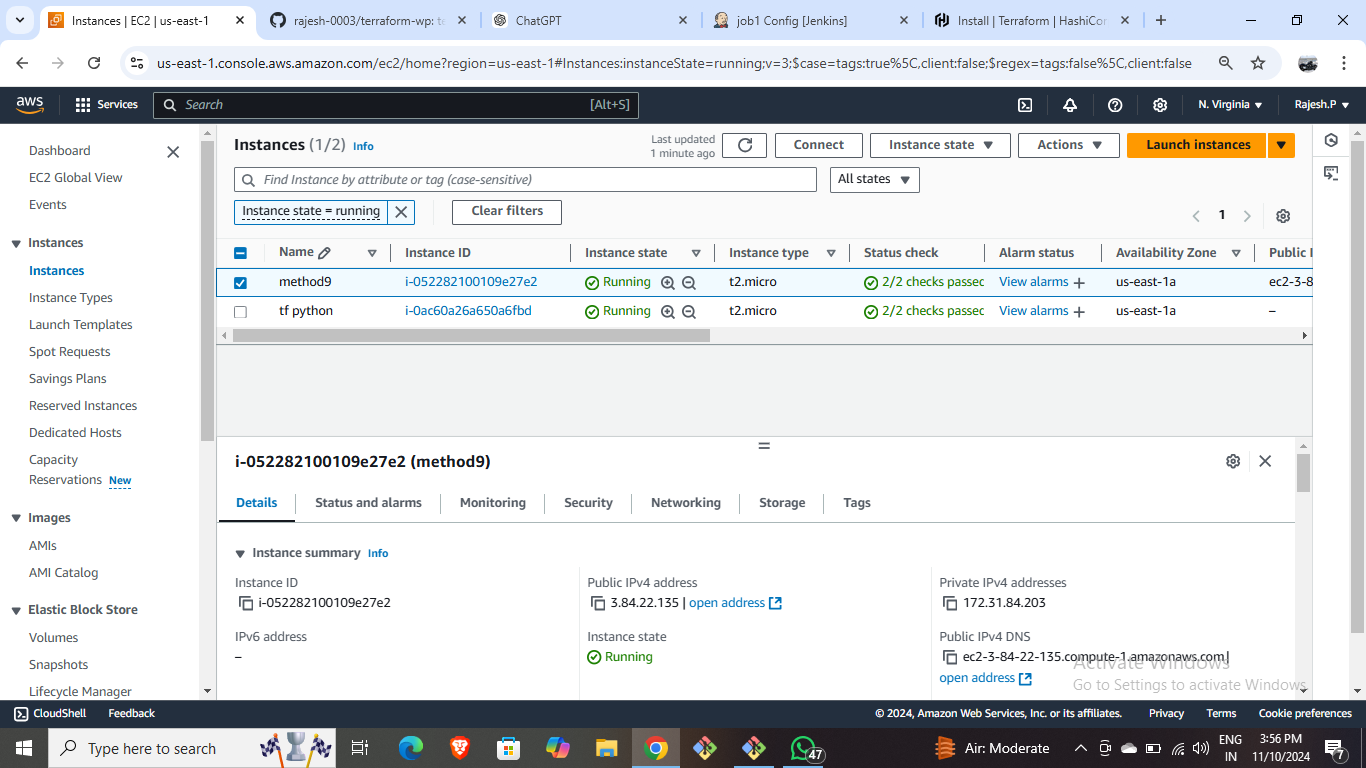 Instances | EC2 | us-east-1
rajesh-0003/terraform-wp: te
ChatGPT
job1 Config [Jenkins]
Install | Terraform | HashiCor
us-east-1.console.aws.amazon.com/ec2/home?region=us-east-1#Instances:instanceState=running;v=3;$case=tags:true%5C,client:false;$regex=tags:false%5C,client:false
aws
Services
Search
[Alt+S]
N. Virginia
Rajesh.P
Dashboard
EC2 Global View
Events
Instances
Instances
Instance Types
Launch Templates
Spot Requests
Savings Plans
Reserved Instances
Dedicated Hosts
Capacity
Reservations New
Images
AMIs
AMI Catalog
Elastic Block Store
Volumes
Snapshots
Lifecycle Manager
Instances (1/2) Info
Last updated
1 minute ago
Connect
Instance state
Actions
Launch instances
Find Instance by attribute or tag (case-sensitive)
All states
Instance state = running
Clear filters
1
Name Instance ID Instance state Instance type Status check Alarm status Availability Zone Public I
method9 i-052282100109e27e2 Running t2.micro 2/2 checks passed View alarms + us-east-1a ec2-3-8
tf python i-0ac60a26a650a6fbd Running t2.micro 2/2 checks passed View alarms + us-east-1a –
i-052282100109e27e2 (method9)
Details Status and alarms Monitoring Security Networking Storage Tags
Instance summary Info
Instance ID
i-052282100109e27e2
Public IPv4 address
3.84.22.135 | open address
Private IPv4 addresses
172.31.84.203
IPv6 address
–
Instance state
Running
Public IPv4 DNS
ec2-3-84-22-135.compute-1.amazonaws.com |
open address
Activate Windows
Go to Settings to activate Windows.
CloudShell Feedback
© 2024, Amazon Web Services, Inc. or its affiliates. Privacy Terms Cookie preferences
Type here to search
47
Air: Moderate
ENG
IN
3:56 PM
11/10/2024
7